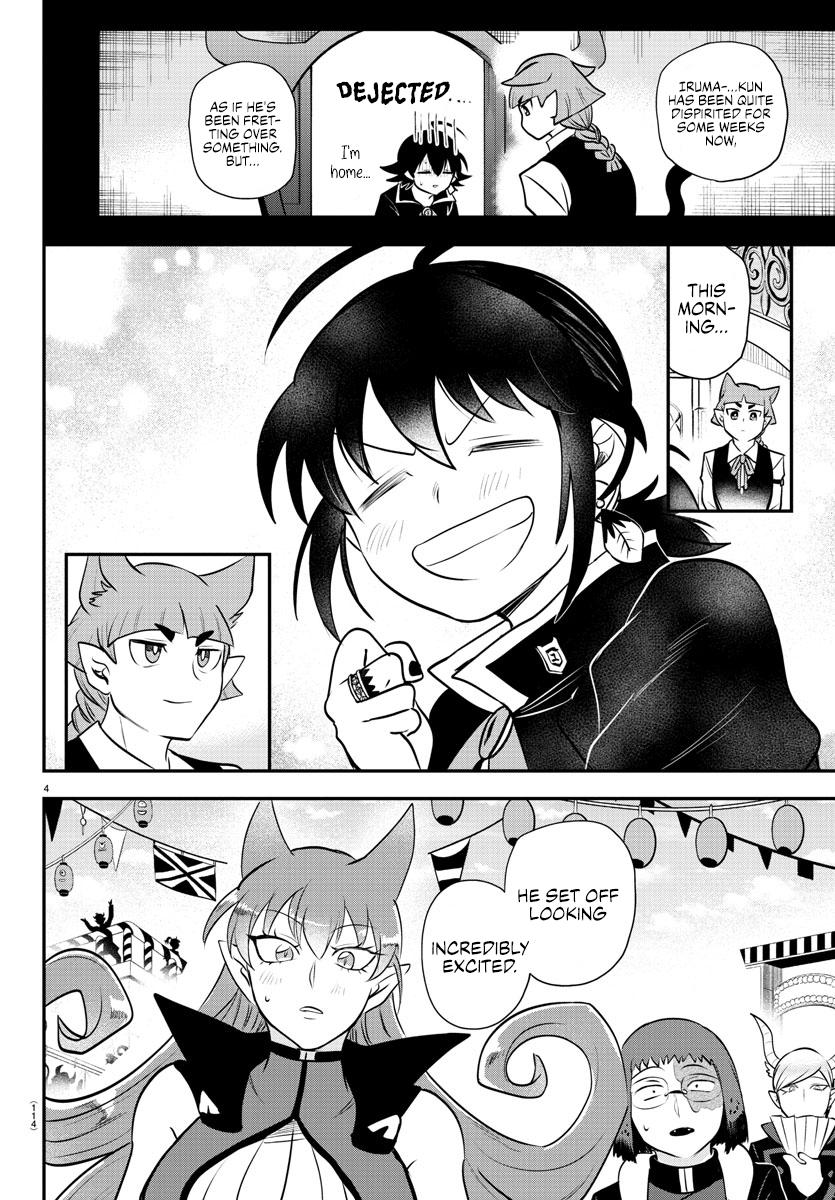 IRUMA-...KUN
HAS BEEN QUITE
DISPIRITED FOR
SOME WEEKS
NOW,
DEJECTED....
I'm
home...
AS IF HE'S
BEEN FRET-
TING OVER
SOMETHING.
BUT...
THIS
MORN-
ING...
4
HE SET OFF
LOOKING
INCREDIBLY
EXCITED.
(114)